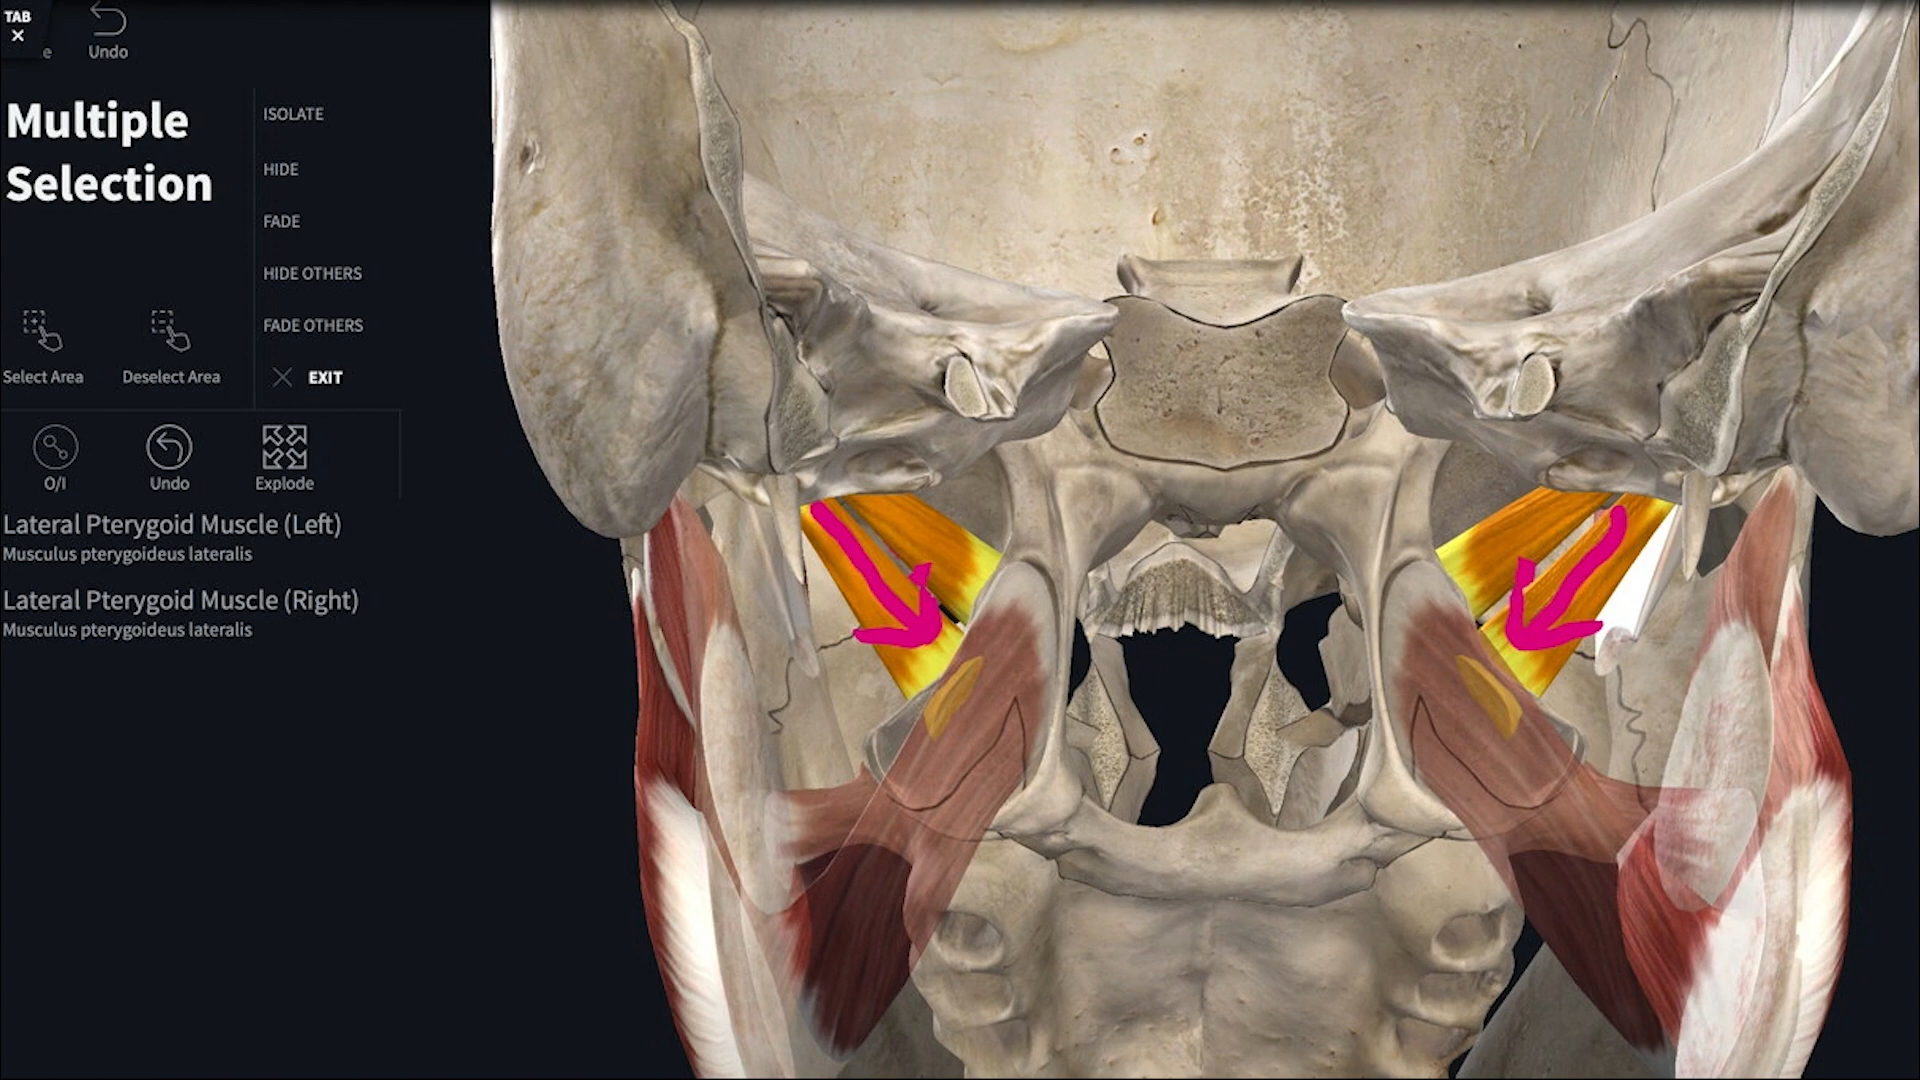 TAB
×
e
Undo
Multiple
Selection
ISOLATE
HIDE
FADE
HIDE OTHERS
FADE OTHERS
Select Area
Deselect Area
EXIT
O/I
Undo
Explode
Lateral Pterygoid Muscle (Left)
Musculus pterygoideus lateralis
Lateral Pterygoid Muscle (Right)
Musculus pterygoideus lateralis